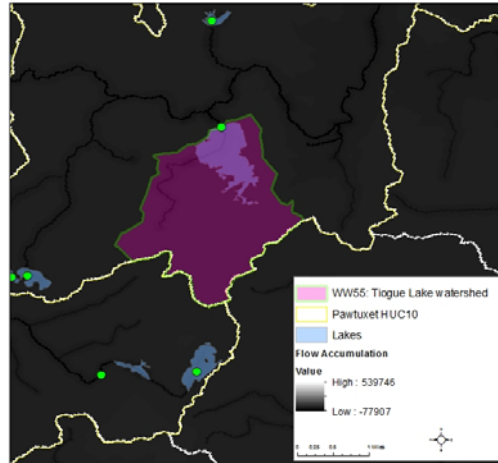 WW55: Tiogue Lake watershed
Pawtuxet HUC10
Lakes
Flow Accumulation
Value
High : 539746
Low : -77907